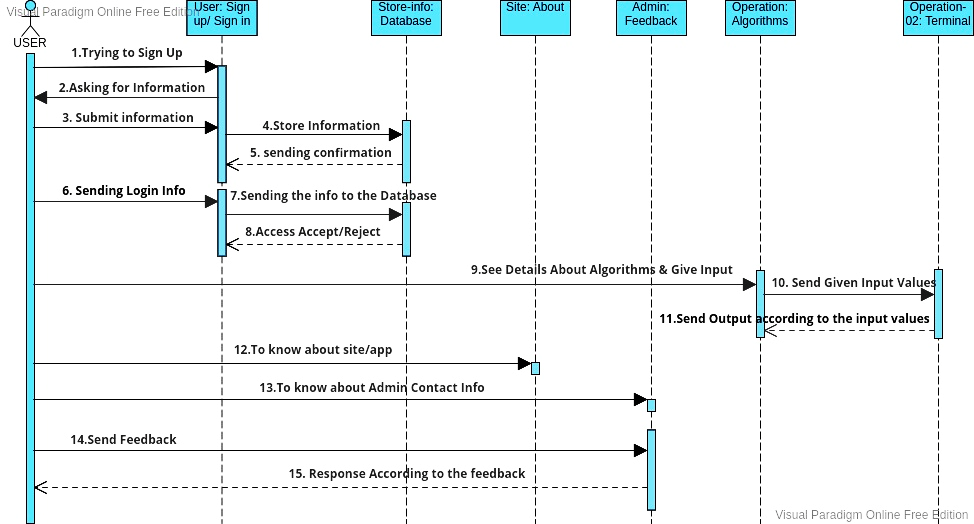 Visual Paradigm Online Free Edition
USER
User: Sign
up/ Sign in
Store-info:
Database
Site: About
Admin:
Feedback
Operation:
Algorithms
Operation-
02: Terminal
1.Trying to Sign Up
2.Asking for Information
3. Submit information
4.Store Information
5. sending confirmation
6. Sending Login Info
7.Sending the info to the Database
8.Access Accept/Reject
9.See Details About Algorithms & Give Input
10. Send Given Input Values
11.Send Output according to the input values
12.To know about site/app
13.To know about Admin Contact Info
14.Send Feedback
15. Response According to the feedback
Visual Paradigm Online Free Edition